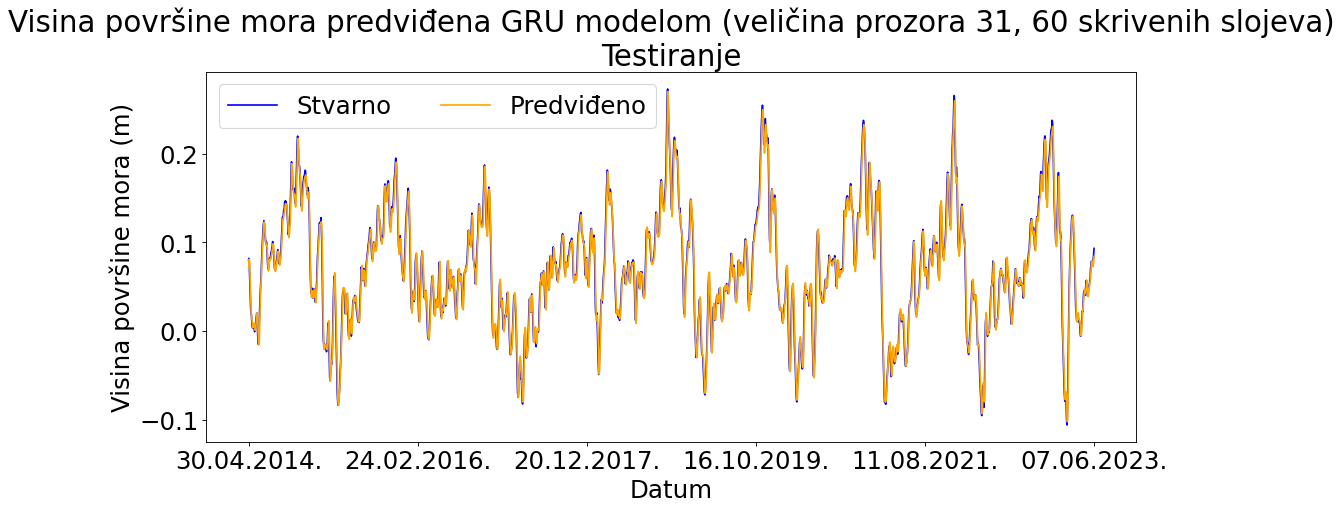 Visina površine mora predviđena GRU modelom (veličina prozora 31, 60 skrivenih slojeva)
Testiranje
Stvarno
Predviđeno
Visina površine mora (m)
0.2
0.1
0.0
−0.1
30.04.2014.
24.02.2016.
20.12.2017.
16.10.2019.
11.08.2021.
07.06.2023.
Datum